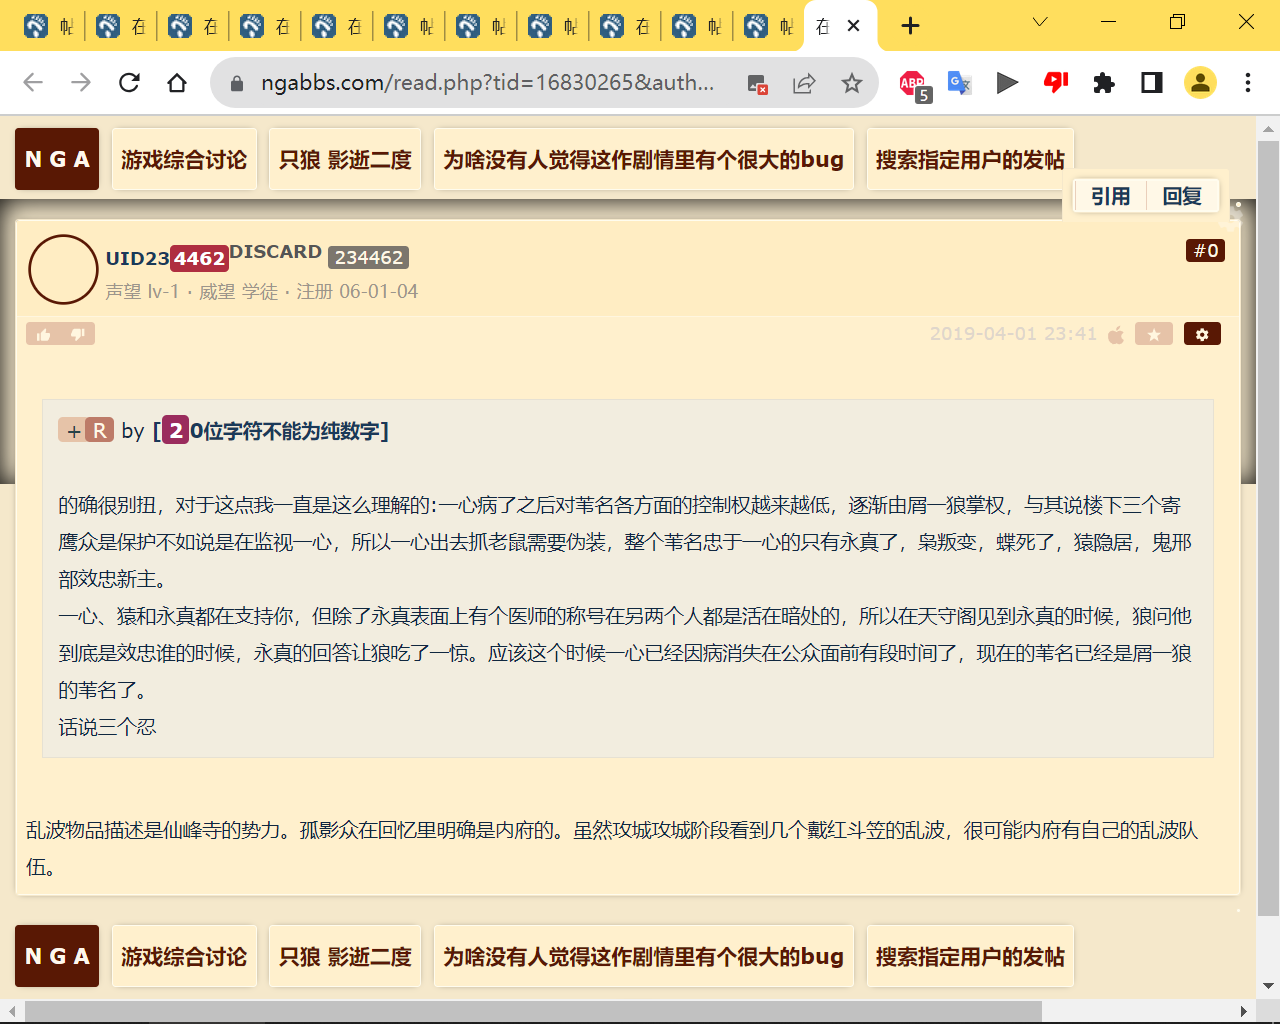 帖 在 在 在 在 帖 帖 帖 在 帖 帖 在
ngabbs.com/read.php?tid=16830265&auth...
ABP 5
N G A 游戏综合讨论 只狼 影逝二度 为啥没有人觉得这作剧情里有个很大的bug 搜索指定用户的发帖
引用 回复
UID234462 DISCARD 234462 #0
声望 lv-1 · 威望 学徒 · 注册 06-01-04
2019-04-01 23:41
+ R by [20位字符不能为纯数字]
的确很别扭，对于这点我一直是这么理解的:一心病了之后对苇名各方面的控制权越来越低，逐渐由屑一狼掌权，与其说楼下三个寄
鹰众是保护不如说是在监视一心，所以一心出去抓老鼠需要伪装，整个苇名忠于一心的只有永真了，枭叛变，蝶死了，猿隐居，鬼邢
部效忠新主。
一心、猿和永真都在支持你，但除了永真表面上有个医师的称号在另两个人都是活在暗处的，所以在天守阁见到永真的时候，狼问他
到底是效忠谁的时候，永真的回答让狼吃了一惊。应该这个时候一心已经因病消失在公众面前有段时间了，现在的苇名已经是屑一狼
的苇名了。
话说三个忍
乱波物品描述是仙峰寺的势力。孤影众在回忆里明确是内府的。虽然攻城攻城阶段看到几个戴红斗笠的乱波，很可能内府有自己的乱波队
伍。
N G A 游戏综合讨论 只狼 影逝二度 为啥没有人觉得这作剧情里有个很大的bug 搜索指定用户的发帖